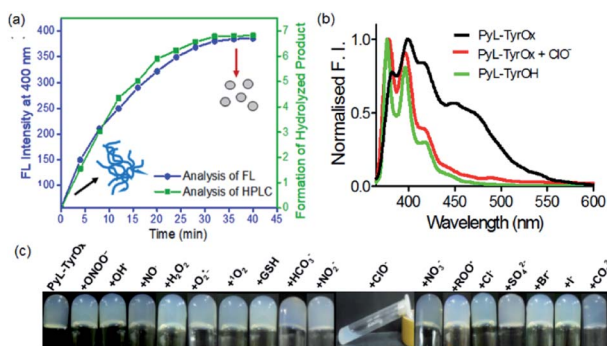 (a)
FL Intensity at 400 nm
400
350
300
250
200
150
100
0 5 10 15 20 25 30 35 40 45
Time (min)
7
6
5
4
3
2
1
0
Formation of Hydrolyzed Product
Analysis of FL
Analysis of HPLC
(b)
Normalised F. I.
1.0
0.5
0.0
400 450 500 550 600
Wavelength (nm)
PyL-TyrOx
PyL-TyrOx + ClO⁻
PyL-TyrOH
(c)
PyL-TyrOx +ONOO⁻ +OH• +NO• +H₂O₂ +O₂•⁻ +¹O₂ +GSH +HCO₃⁻ +NO₂⁻ +ClO⁻ +NO₃⁻ +ROO• +Cl⁻ +SO₄²⁻ +Br⁻ +I⁻